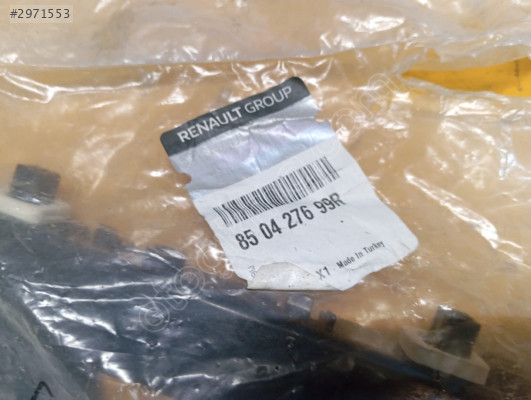 #2971553
RENAULT GROUP
85 04 276 99R
X1 Made In Turkey